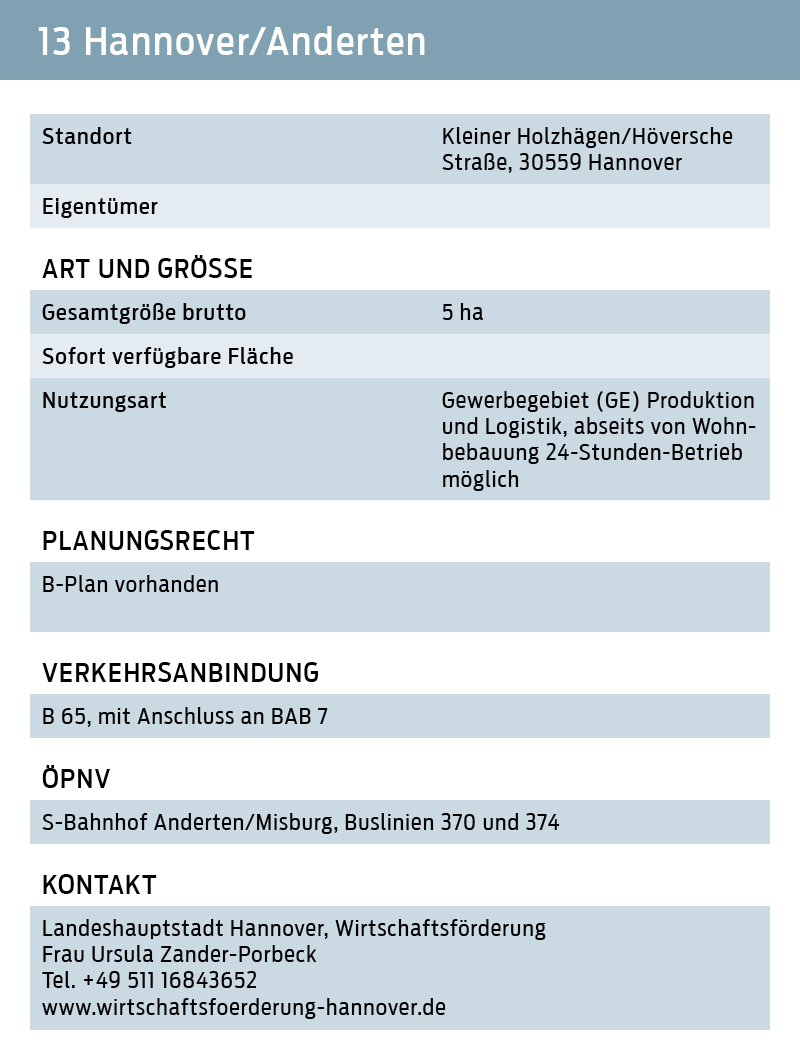 13 Hannover/Anderten
Standort
Kleiner Holzhägen/Höversche
Straße, 30559 Hannover
Eigentümer
ART UND GRÖSSE
Gesamtgröße brutto
5 ha
Sofort verfügbare Fläche
Nutzungsart
Gewerbegebiet (GE) Produktion
und Logistik, abseits von Wohn-
bebauung 24-Stunden-Betrieb
möglich
PLANUNGSRECHT
B-Plan vorhanden
VERKEHRSANBINDUNG
B 65, mit Anschluss an BAB 7
ÖPNV
S-Bahnhof Anderten/Misburg, Buslinien 370 und 374
KONTAKT
Landeshauptstadt Hannover, Wirtschaftsförderung
Frau Ursula Zander-Porbeck
Tel. +49 511 16843652
www.wirtschaftsfoerderung-hannover.de